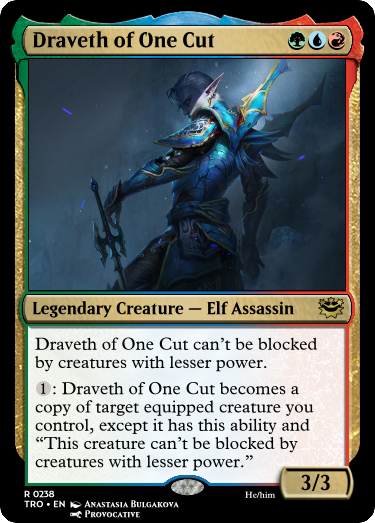 Draveth of One Cut
Legendary Creature — Elf Assassin
Draveth of One Cut can't be blocked
by creatures with lesser power.
1: Draveth of One Cut becomes a
copy of target equipped creature you
control, except it has this ability and
“This creature can't be blocked by
creatures with lesser power.”
3/3
R 0238
TRO • EN Anastasia Bulgakova
Provocative
He/him